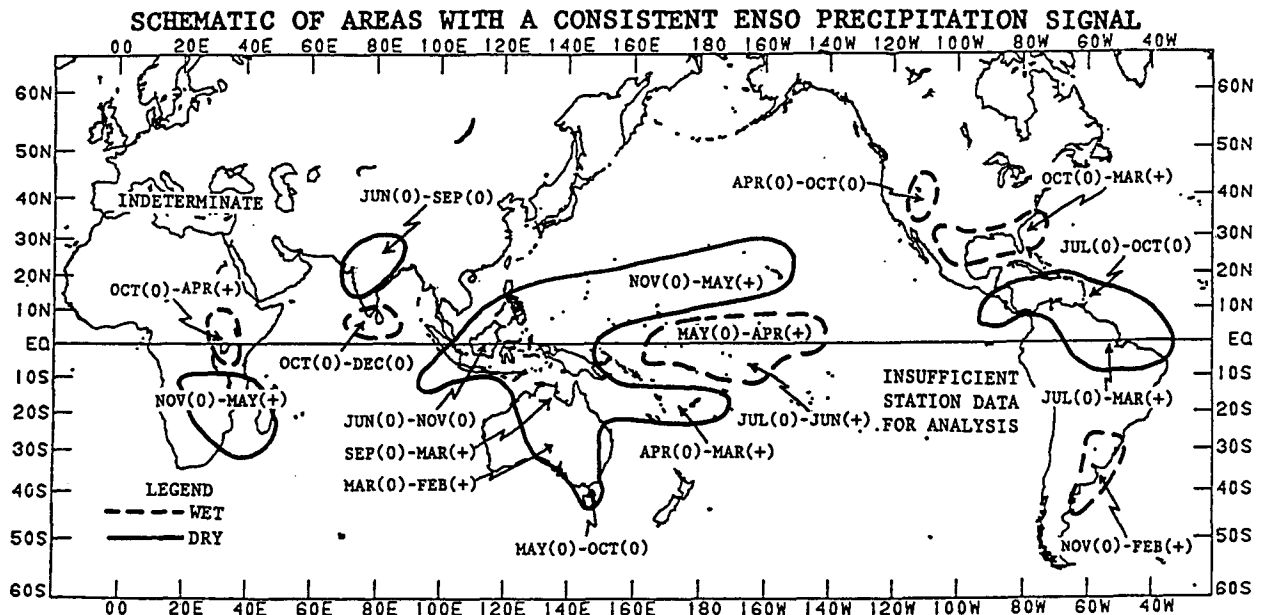 SCHEMATIC OF AREAS WITH A CONSISTENT ENSO PRECIPITATION SIGNAL
00 20E 40E 60E 80E 100E 120E 140E 160E 180 160W 140W 120W 100W 80W 60W 40W
60N 60N
50N 50N
APR(0)-OCT(0) OCT(0)-MAR(+)
40N 40N
INDETERMINATE JUN(0)-SEP(0)
30N 30N
JUL(0)-OCT(0)
20N NOV(0)-MAY(+) 20N
OCT(0)-APR(+)
10N 10N
MAY(0)-APR(+)
EQ EQ
OCT(0)-DEC(0)
10S 10S
INSUFFICIENT
STATION DATA
FOR ANALYSIS
NOV(0)-MAY(+) JUL(0)-MAR(+)
20S JUN(0)-NOV(0) JUL(0)-JUN(+) 20S
30S SEP(0)-MAR(+) APR(0)-MAR(+) 30S
40S MAR(0)-FEB(+) 40S
LEGEND
WET
50S DRY 50S
MAY(0)-OCT(0) NOV(0)-FEB(+)
60S 60S
00 20E 40E 60E 80E 100E 120E 140E 160E 180 160W 140W 120W 100W 80W 60W 40W